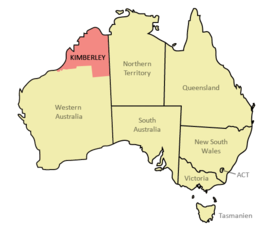 KIMBERLEY
Northern
Territory
Queensland
Western
Australia
South
Australia
New South
Wales
ACT
Victoria
Tasmanien